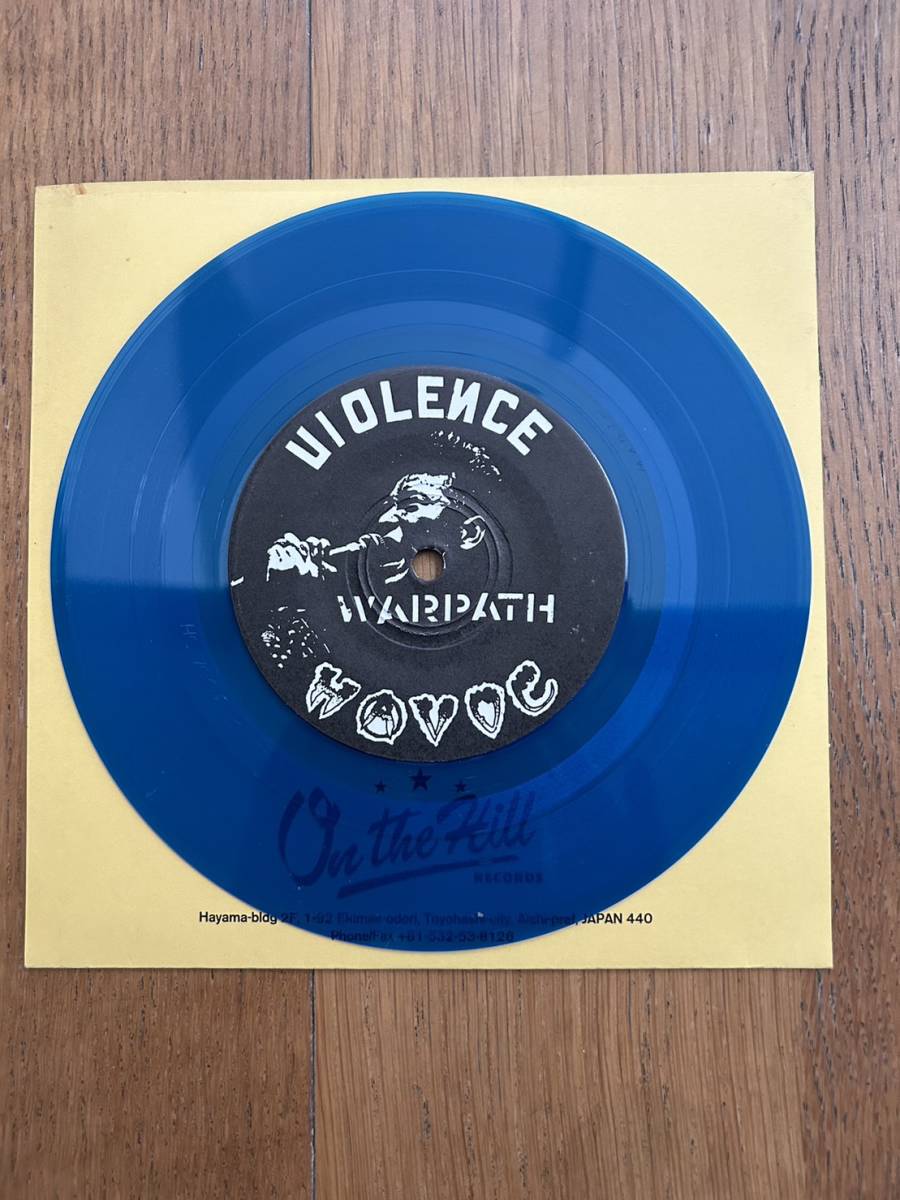 VIOLENCE
WARPATH
HAVOC
On the Hill
RECORDS
Hayama-bldg 2F, 1-92 Ekimae-odori, Toyohashi-city, Aichi-pref, JAPAN 440
Phone/Fax +81-532-53-8126